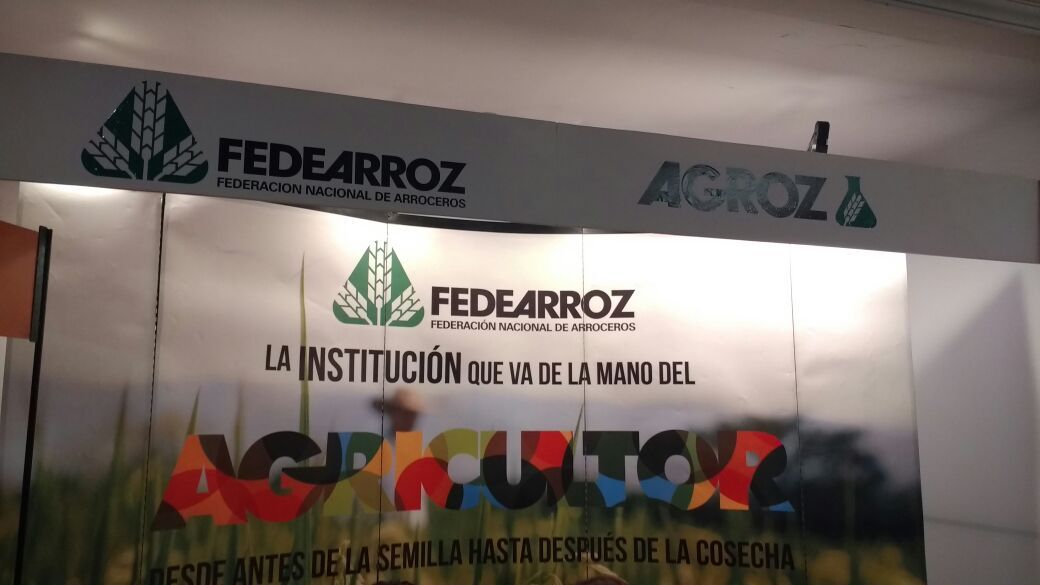 FEDEARROZ
FEDERACION NACIONAL DE ARROCEROS
AGROZ
FEDEARROZ
FEDERACIÓN NACIONAL DE ARROCEROS
LA INSTITUCIÓN QUE VA DE LA MANO DEL
AGRICULTOR
DESDE ANTES DE LA SEMILLA HASTA DESPUÉS DE LA COSECHA